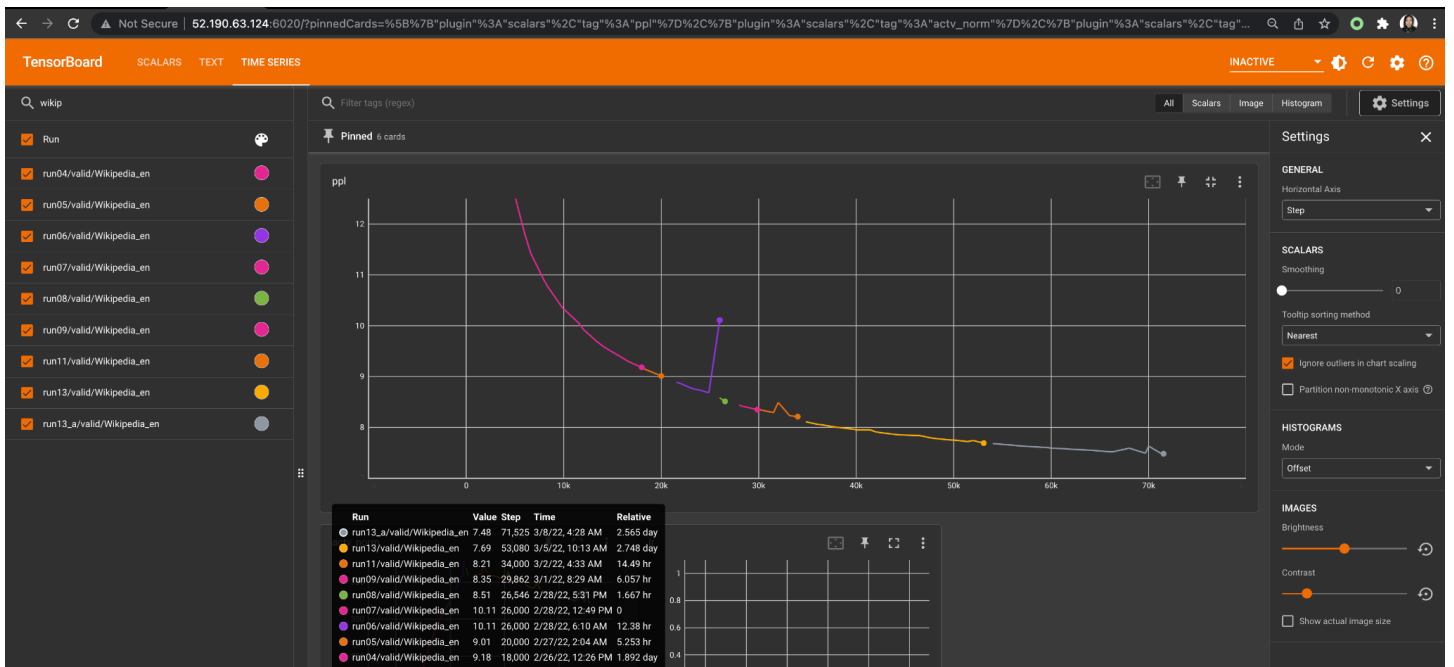 Not Secure | 52.190.63.124:6020/?pinnedCards=%5B%7B"plugin"%3A"scalars"%2C"tag"%3A"ppl"%7D%2C%7B"plugin"%3A"scalars"%2C"tag"%3A"actv_norm"%7D%2C%7B"plugin"%3A"scalars"%2C"tag"...
TensorBoard SCALARS TEXT TIME SERIES INACTIVE
wikip
Filter tags (regex)
All Scalars Image Histogram Settings
Run
run04/valid/Wikipedia_en
run05/valid/Wikipedia_en
run06/valid/Wikipedia_en
run07/valid/Wikipedia_en
run08/valid/Wikipedia_en
run09/valid/Wikipedia_en
run11/valid/Wikipedia_en
run13/valid/Wikipedia_en
run13_a/valid/Wikipedia_en
Pinned 6 cards
ppl
12
11
10
9
8
0 10k 20k 30k 40k 50k 60k 70k
Run Value Step Time Relative
run13_a/valid/Wikipedia_en 7.48 71,525 3/8/22, 4:28 AM 2.565 day
run13/valid/Wikipedia_en 7.69 53,080 3/5/22, 10:13 AM 2.748 day
run11/valid/Wikipedia_en 8.21 34,000 3/2/22, 4:33 AM 14.49 hr
run09/valid/Wikipedia_en 8.35 29,862 3/1/22, 8:29 AM 6.057 hr
run08/valid/Wikipedia_en 8.51 26,546 2/28/22, 5:31 PM 1.667 hr
run07/valid/Wikipedia_en 10.11 26,000 2/28/22, 12:49 PM 0
run06/valid/Wikipedia_en 10.11 26,000 2/28/22, 6:10 AM 12.38 hr
run05/valid/Wikipedia_en 9.01 20,000 2/27/22, 2:04 AM 5.253 hr
run04/valid/Wikipedia_en 9.18 18,000 2/26/22, 12:26 PM 1.892 day
1
0.8
0.6
0.4
Settings
GENERAL
Horizontal Axis
Step
SCALARS
Smoothing
0
Tooltip sorting method
Nearest
Ignore outliers in chart scaling
Partition non-monotonic X axis
HISTOGRAMS
Mode
Offset
IMAGES
Brightness
Contrast
Show actual image size